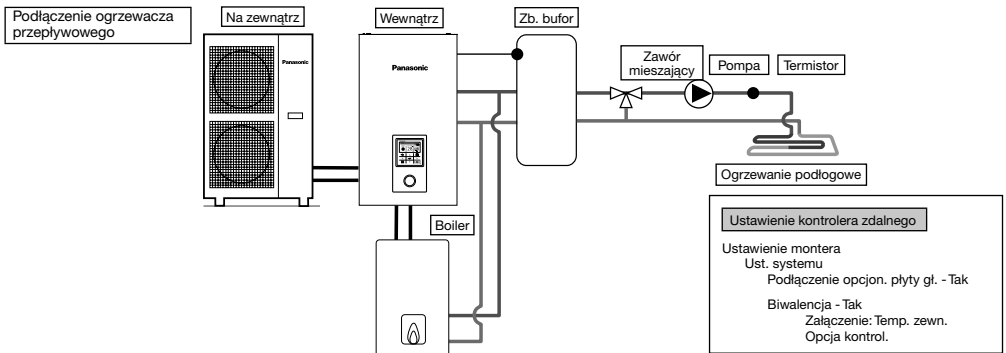 Podłączenie ogrzewacza
przepływowego
Na zewnątrz
Wewnątrz
Zb. bufor
Panasonic
Panasonic
Zawór
mieszający
Pompa
Termistor
Boiler
Ogrzewanie podłogowe
Ustawienie kontrolera zdalnego
Ustawienie montera
Ust. systemu
Podłączenie opcjon. płyty gł. - Tak
Biwalencja - Tak
Załączenie: Temp. zewn.
Opcja kontrol.